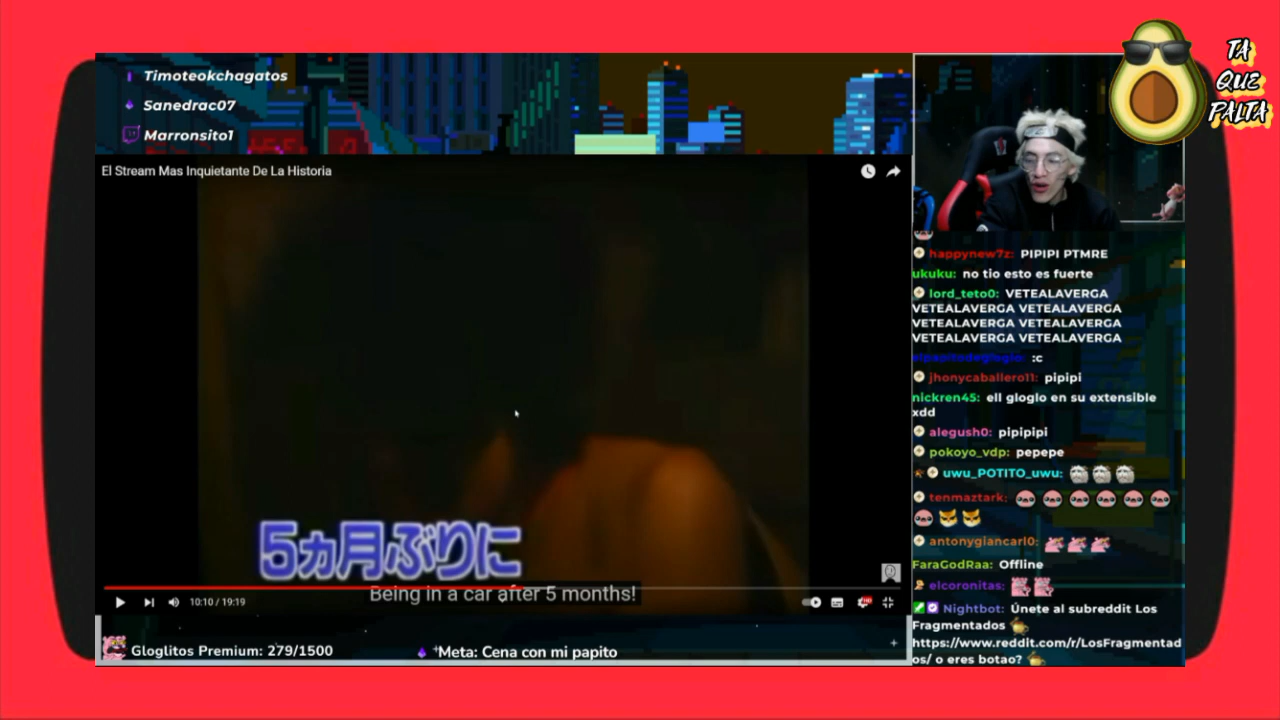 TA
QUE
PALTA
Timoteokchagatos
Sanedrac07
Marronsito1
El Stream Mas Inquietante De La Historia
5カ月ぶりに
Being in a car after 5 months!
10:10 / 19:19
Gloglitos Premium: 279/1500
Meta: Cena con mi papito
happynew7z: PIPIPI PTMRE
ukuku: no tio esto es fuerte
lord_teto0: VETEALAVERGA
VETEALAVERGA VETEALAVERGA
VETEALAVERGA VETEALAVERGA
VETEALAVERGA VETEALAVERGA
:c
jhonycaballero11: pipipi
nickren45: ell gloglo en su extensible
xdd
alegush0: pipipipi
pokoyo_vdp: pepepe
uwu_POTITO_uwu:
tenmaztark:
antonygiancarl0:
FaraGodRaa: Offline
elcoronitas:
Nightbot: Únete al subreddit Los
Fragmentados
https://www.reddit.com/r/LosFragmentad
os/ o eres botao?